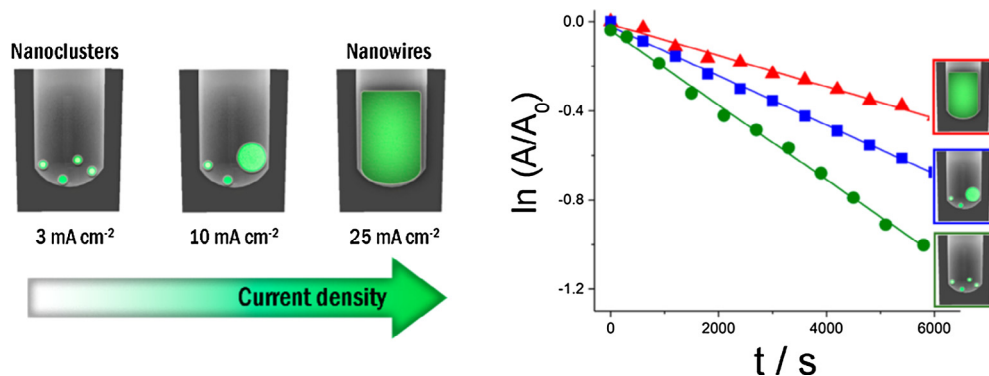 Nanoclusters
Nanowires
3 mA cm⁻²
10 mA cm⁻²
25 mA cm⁻²
Current density
ln (A/A₀)
0.0
-0.4
-0.8
-1.2
0
2000
4000
6000
t / s